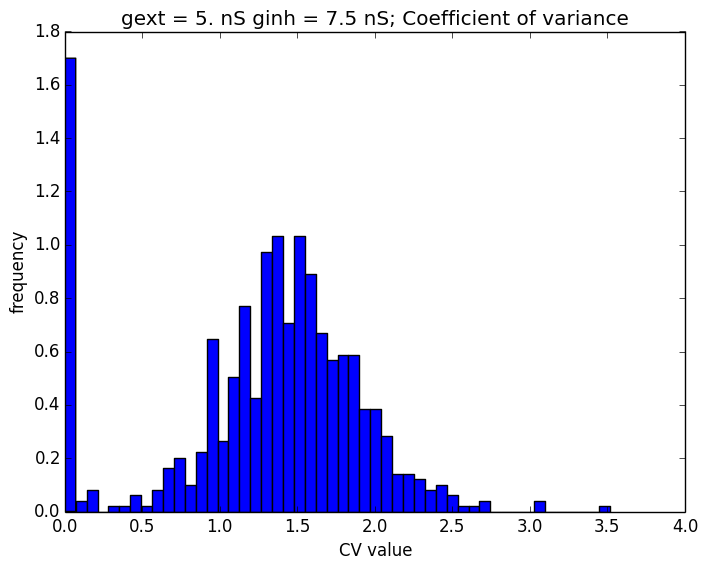 gext = 5. nS ginh = 7.5 nS; Coefficient of variance
1.8
1.6
1.4
1.2
1.0
0.8
0.6
0.4
0.2
0.0
frequency
0.0 0.5 1.0 1.5 2.0 2.5 3.0 3.5 4.0
CV value